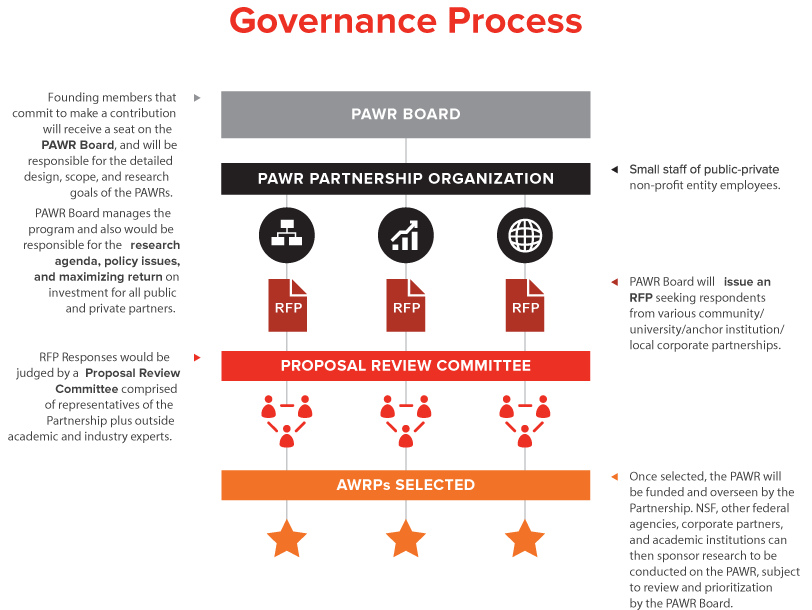 Governance Process
Founding members that
commit to make a contribution
will receive a seat on the
PAWR Board, and will be
responsible for the detailed
design, scope, and research
goals of the PAWRs.
PAWR Board manages the
program and also would be
responsible for the research
agenda, policy issues,
and maximizing return on
investment for all public
and private partners.
PAWR BOARD
PAWR PARTNERSHIP ORGANIZATION
Small staff of public-private
non-profit entity employees.
RFP
RFP
RFP
PAWR Board will issue an
RFP seeking respondents
from various community/
university/anchor institution/
local corporate partnerships.
RFP Responses would be
judged by a Proposal Review
Committee comprised
of representatives of the
Partnership plus outside
academic and industry experts.
PROPOSAL REVIEW COMMITTEE
AWRPs SELECTED
Once selected, the PAWR will
be funded and overseen by the
Partnership. NSF, other federal
agencies, corporate partners,
and academic institutions can
then sponsor research to be
conducted on the PAWR, subject
to review and prioritization
by the PAWR Board.